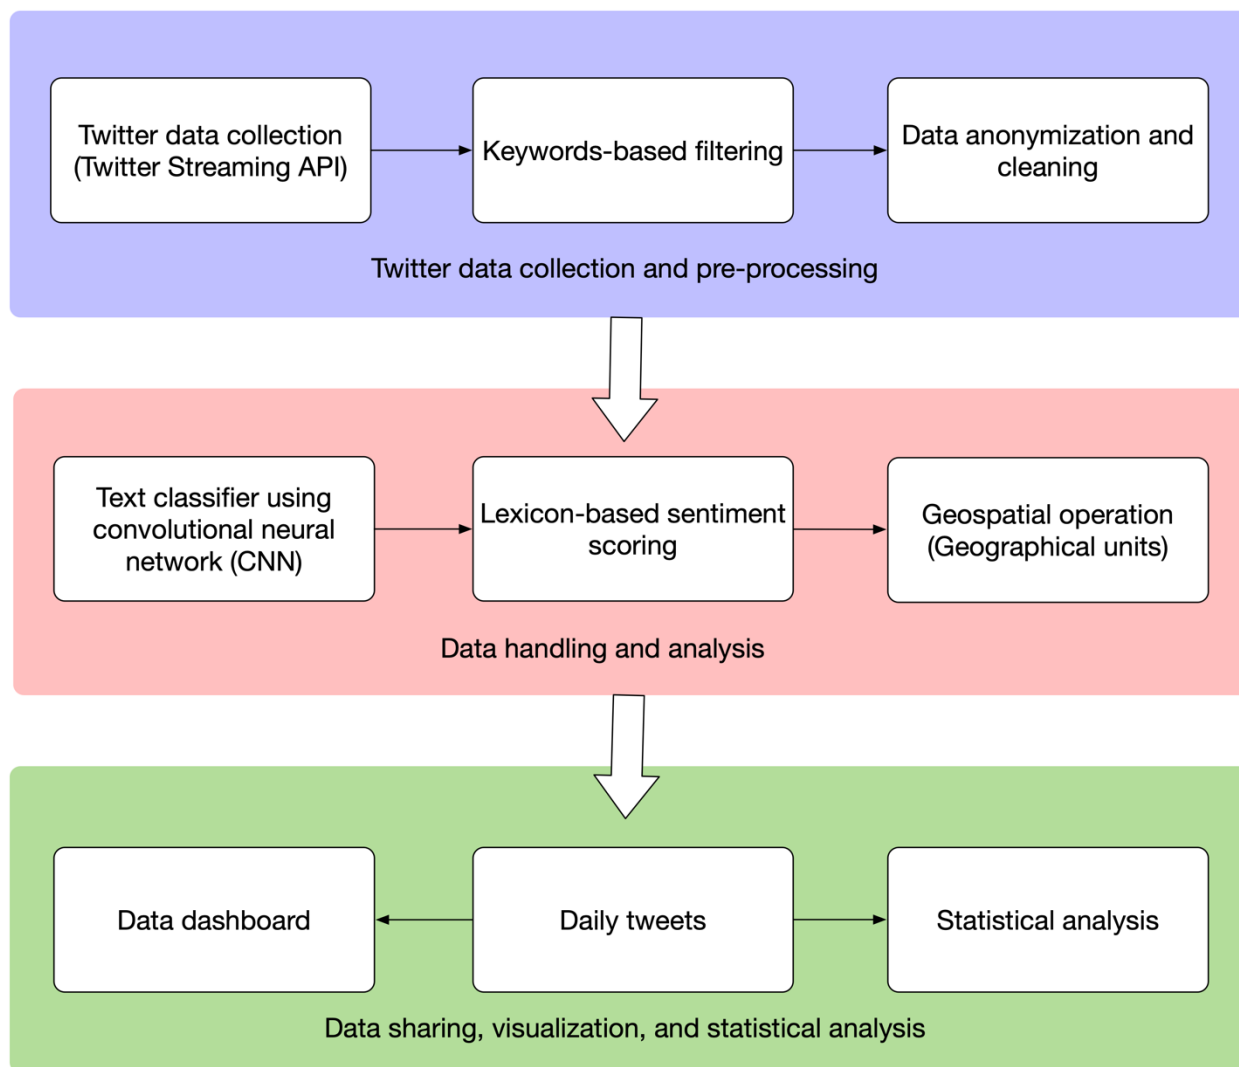 Twitter data collection
(Twitter Streaming API)
Keywords-based filtering
Data anonymization and
cleaning
Twitter data collection and pre-processing
Text classifier using
convolutional neural
network (CNN)
Lexicon-based sentiment
scoring
Geospatial operation
(Geographical units)
Data handling and analysis
Data dashboard
Daily tweets
Statistical analysis
Data sharing, visualization, and statistical analysis